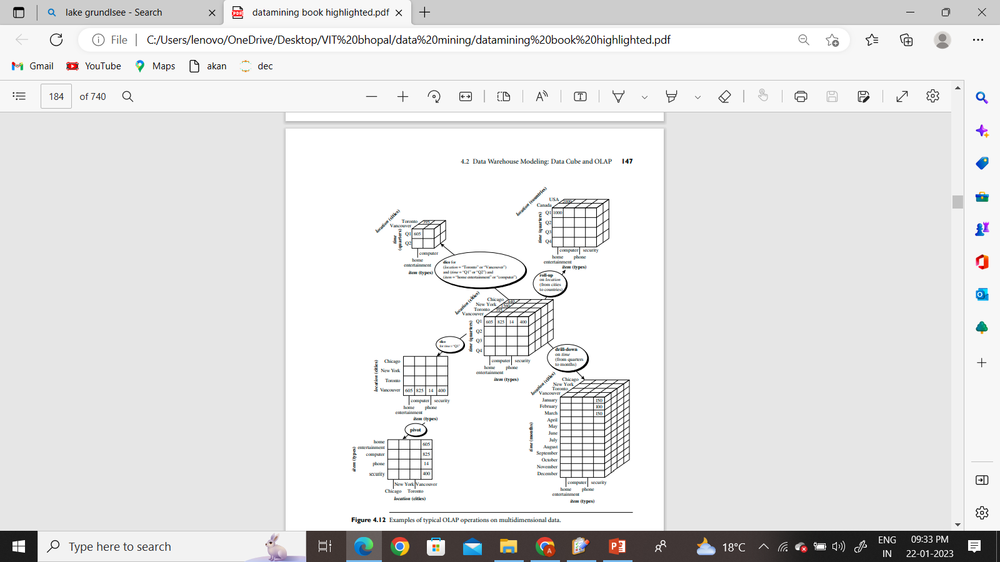 lake grundlsee - Search
datamining book highlighted.pdf
File
C:/Users/lenovo/OneDrive/Desktop/VIT%20bhopal/data%20mining/datamining%20book%20highlighted.pdf
Gmail
YouTube
Maps
akan
dec
184 of 740
4.2 Data Warehouse Modeling: Data Cube and OLAP 147
location (countries)
USA 2000
Canada
time (quarters)
Q1 1000
Q2
Q3
Q4
computer security
home phone
entertainment
item (types)
location (cities)
Toronto 395
Vancouver
time (quarters)
Q1 605
Q2
computer
home
entertainment
item (types)
dice for
(location = "Toronto" or "Vancouver")
and (time = "Q1" or "Q2") and
(item = "home entertainment" or "computer")
roll-up
on location
(from cities
to countries)
location (cities)
Chicago 440
New York 1560
Toronto 395
Vancouver
time (quarters)
Q1 605 825 14 400
Q2
Q3
Q4
computer security
home phone
entertainment
item (types)
slice
for time = "Q1"
location (cities)
Chicago
New York
Toronto
Vancouver 605 825 14 400
computer security
home phone
entertainment
item (types)
drill-down
on time
(from quarters
to months)
location (cities)
Chicago
New York
Toronto
Vancouver
time (months)
January 150
February 100
March 150
April
May
June
July
August
September
October
November
December
computer security
home phone
entertainment
item (types)
pivot
item (types)
home
entertainment 605
computer 825
phone 14
security 400
New York Vancouver
Chicago Toronto
location (cities)
Figure 4.12 Examples of typical OLAP operations on multidimensional data.
Type here to search
18°C
ENG
IN
09:33 PM
22-01-2023